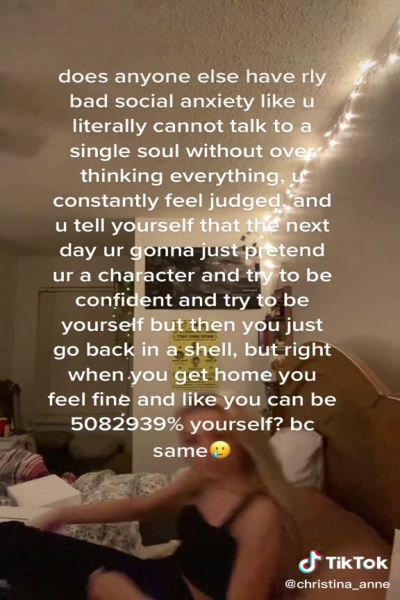 does anyone else have rly
bad social anxiety like u
literally cannot talk to a
single soul without over
thinking everything, u
constantly feel judged, and
u tell yourself that the next
day ur gonna just pretend
ur a character and try to be
confident and try to be
yourself but then you just
go back in a shell, but right
when you get home you
feel fine and like you can be
5082939% yourself? bc
same🥲
TikTok
@christina_anne